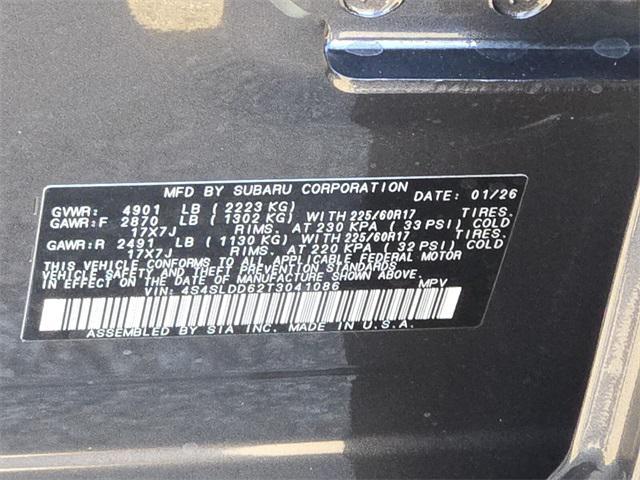 MFD BY SUBARU CORPORATION DATE: 01/26
GVWR: 4901 LB ( 2223 KG)
GAWR:F 2870 LB ( 1302 KG) WITH 225/60R17 TIRES.
17X7J RIMS. AT 230 KPA ( 33 PSI) COLD
GAWR:R 2491 LB ( 1130 KG) WITH 225/60R17 TIRES.
17X7J RIMS. AT 220 KPA ( 32 PSI) COLD
THIS VEHICLE CONFORMS TO ALL APPLICABLE FEDERAL MOTOR
VEHICLE SAFETY AND THEFT PREVENTION STANDARDS
IN EFFECT ON THE DATE OF MANUFACTURE SHOWN ABOVE.
VIN: 4S4SLDD62T3041086 MPV
ASSEMBLED BY SIA INC. MADE IN U.S.A.